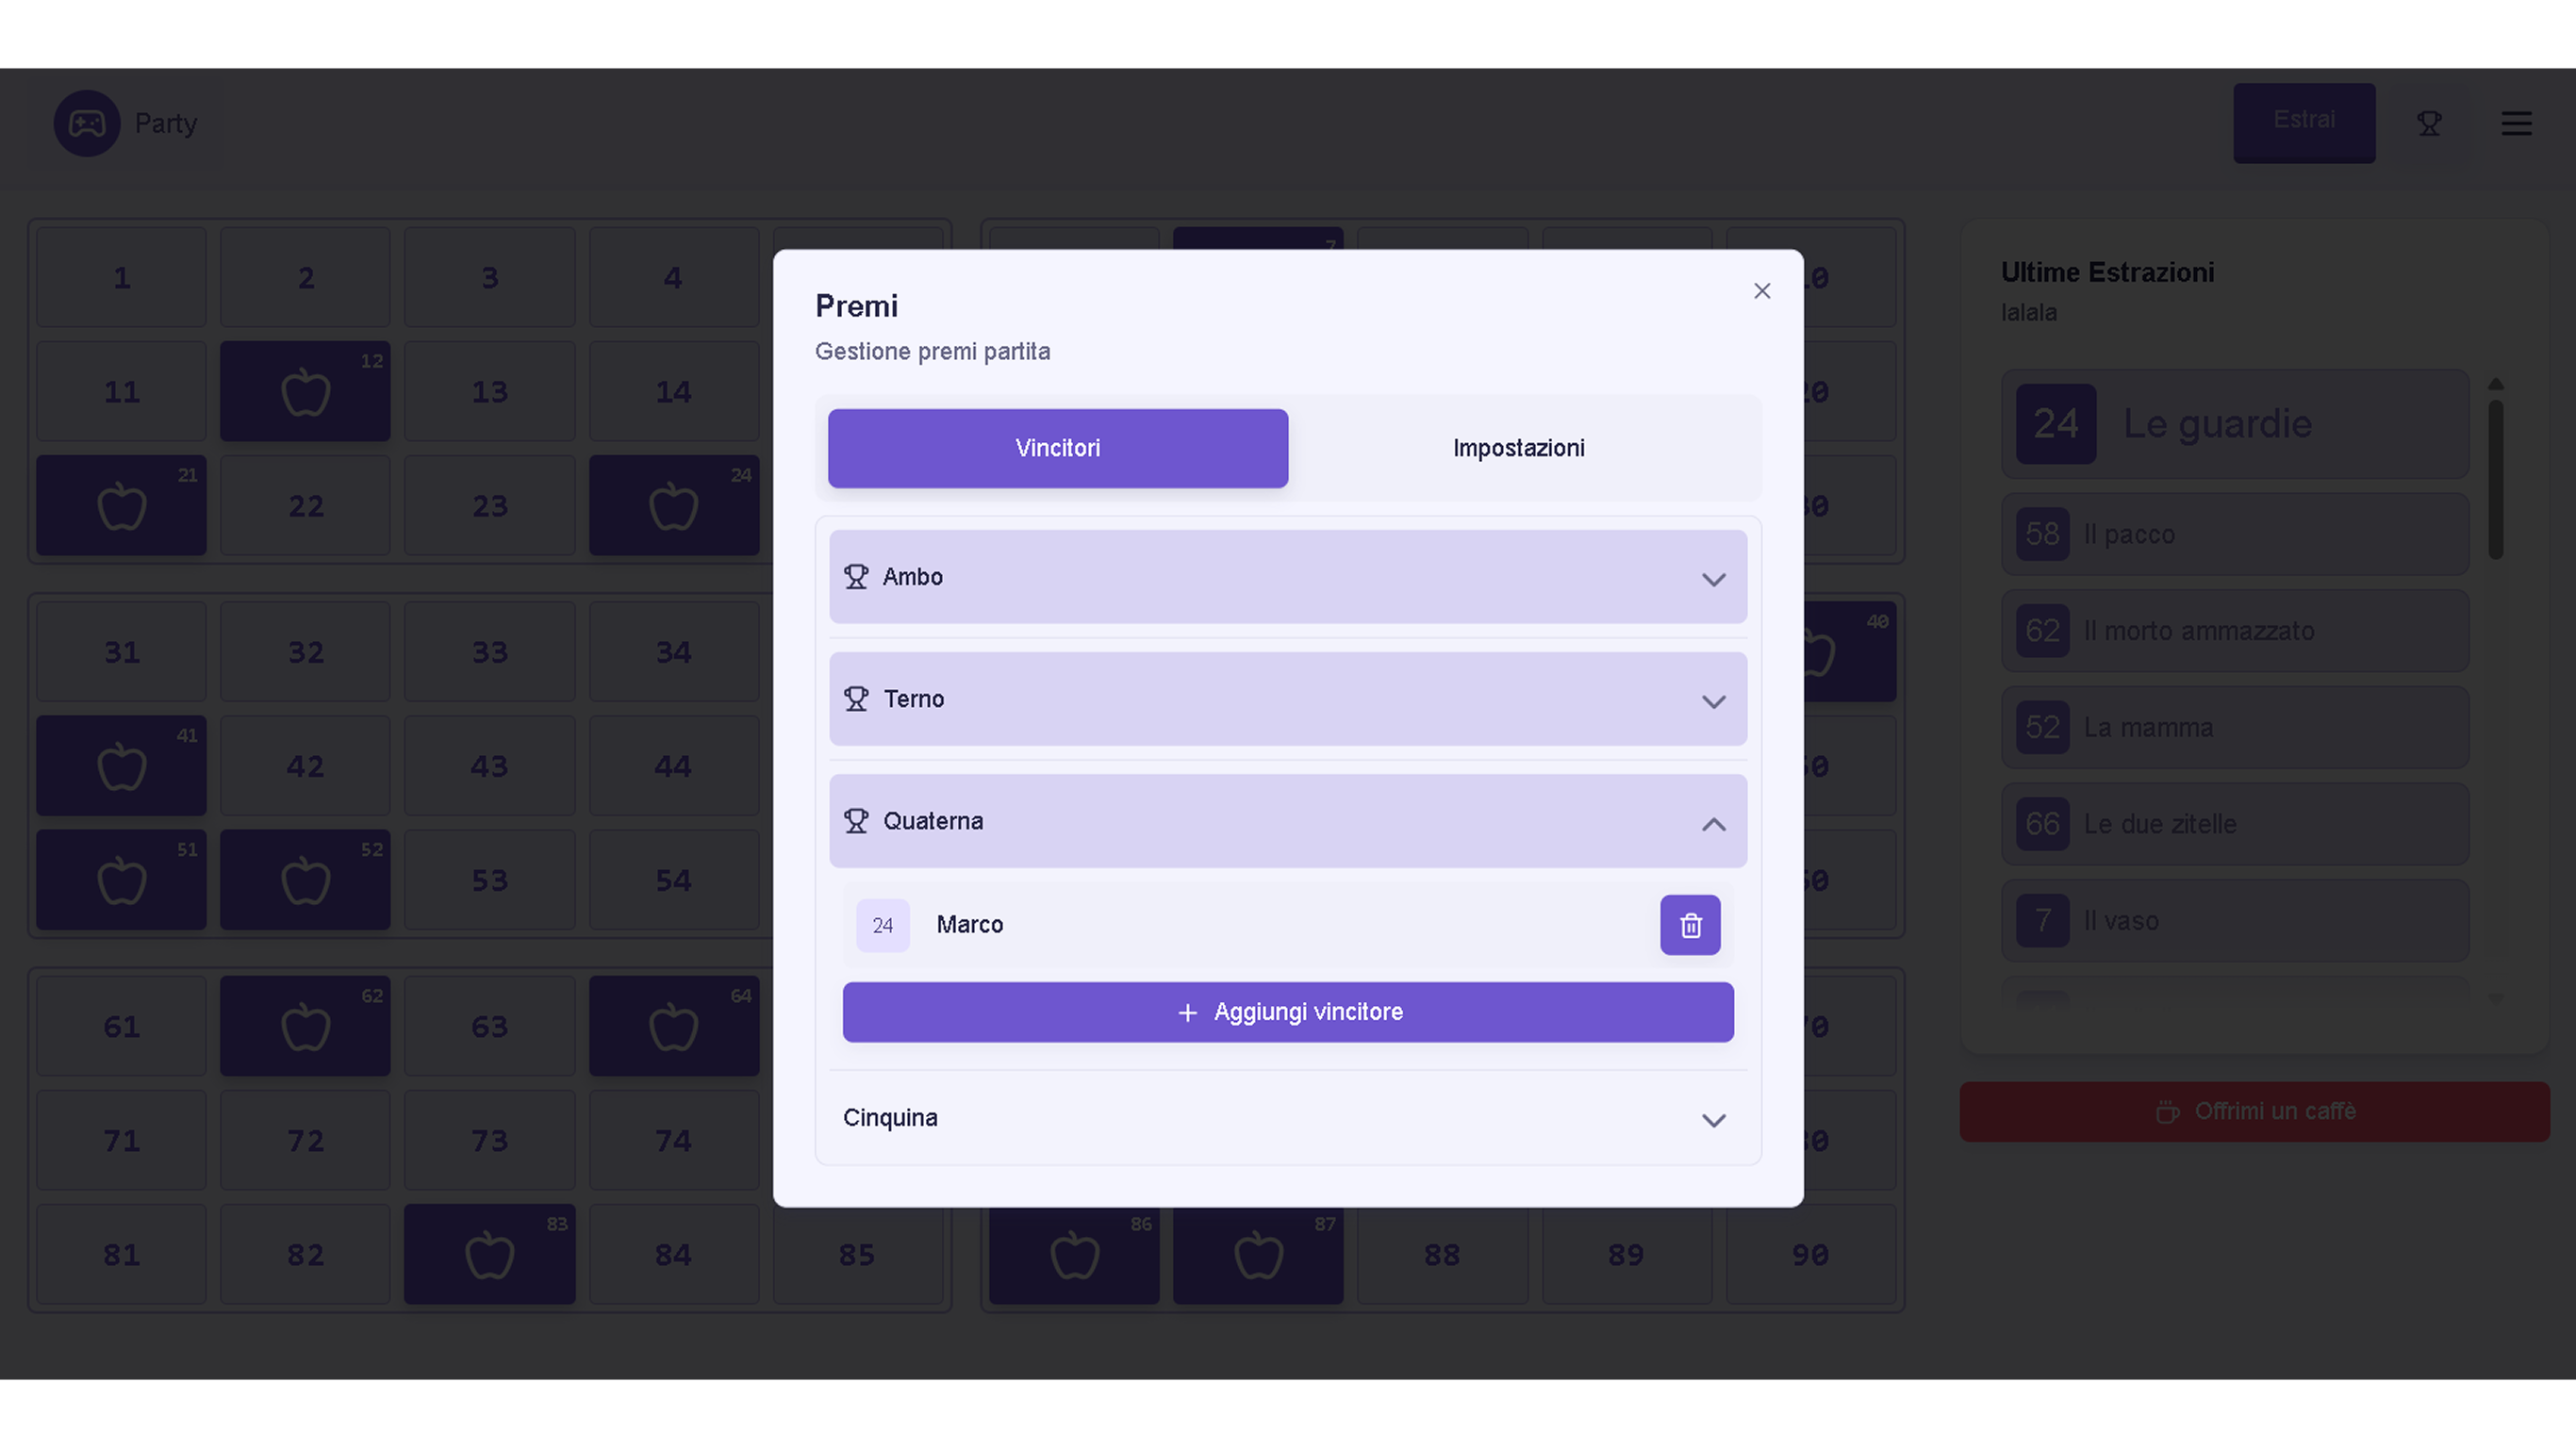 Party
Estrai
1 2 3 4
7
11 12 13 14
21 22 23 24
31 32 33 34
40
41 42 43 44
51 52 53 54
61 62 63 64
71 72 73 74
81 82 83 84 85 86 87 88 89 90
Premi
Gestione premi partita
Vincitori
Impostazioni
Ambo
Terno
Quaterna
24 Marco
+ Aggiungi vincitore
Cinquina
Ultime Estrazioni
lalala
24 Le guardie
58 Il pacco
62 Il morto ammazzato
52 La mamma
66 Le due zitelle
7 Il vaso
Offrimi un caffè